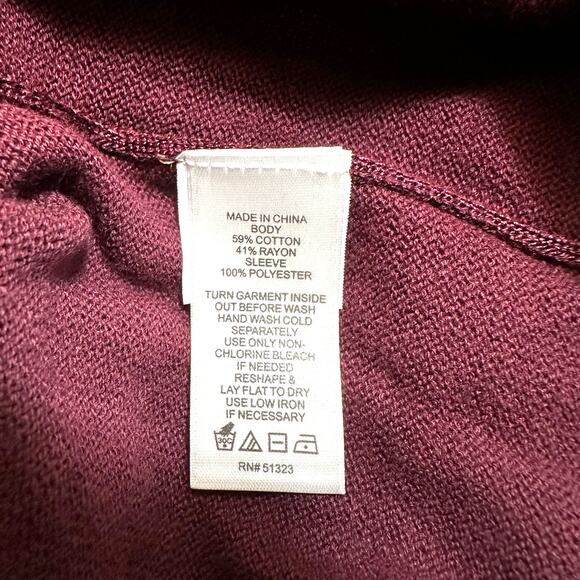 MADE IN CHINA
BODY
59% COTTON
41% RAYON
SLEEVE
100% POLYESTER
TURN GARMENT INSIDE
OUT BEFORE WASH
HAND WASH COLD
SEPARATELY
USE ONLY NON-
CHLORINE BLEACH
IF NEEDED
RESHAPE &
LAY FLAT TO DRY
USE LOW IRON
IF NECESSARY
30C
RN# 51323